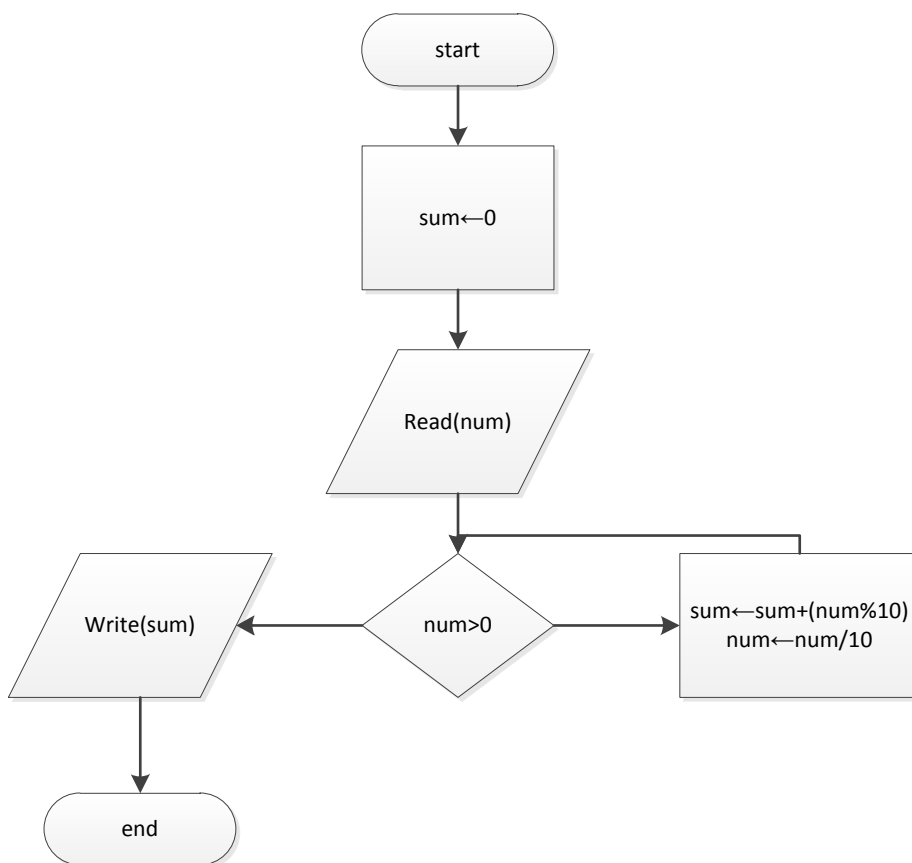 start
sum←0
Read(num)
num>0
sum←sum+(num%10)
num←num/10
Write(sum)
end